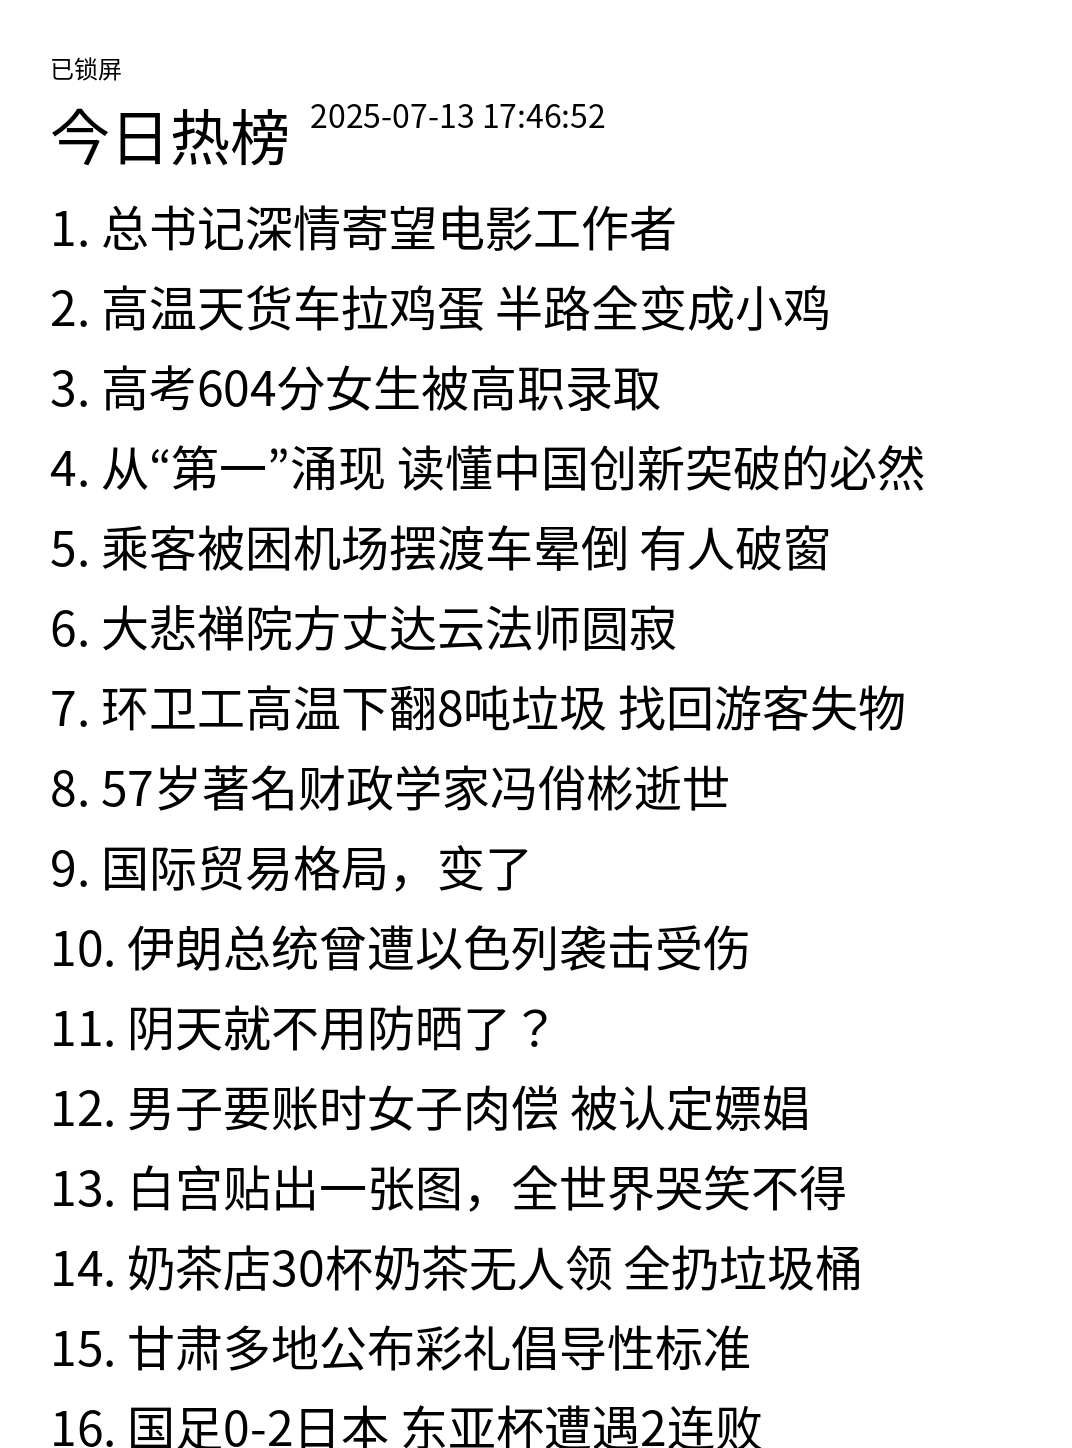 已锁屏
今日热榜 2025-07-13 17:46:52
1. 总书记深情寄望电影工作者
2. 高温天货车拉鸡蛋 半路全变成小鸡
3. 高考604分女生被高职录取
4. 从“第一”涌现 读懂中国创新突破的必然
5. 乘客被困机场摆渡车晕倒 有人破窗
6. 大悲禅院方丈达云法师圆寂
7. 环卫工高温下翻8吨垃圾 找回游客失物
8. 57岁著名财政学家冯俏彬逝世
9. 国际贸易格局，变了
10. 伊朗总统曾遭以色列袭击受伤
11. 阴天就不用防晒了？
12. 男子要账时女子肉偿 被认定嫖娼
13. 白宫贴出一张图，全世界哭笑不得
14. 奶茶店30杯奶茶无人领 全扔垃圾桶
15. 甘肃多地公布彩礼倡导性标准
16. 国足0-2日本 东亚杯遭遇2连败